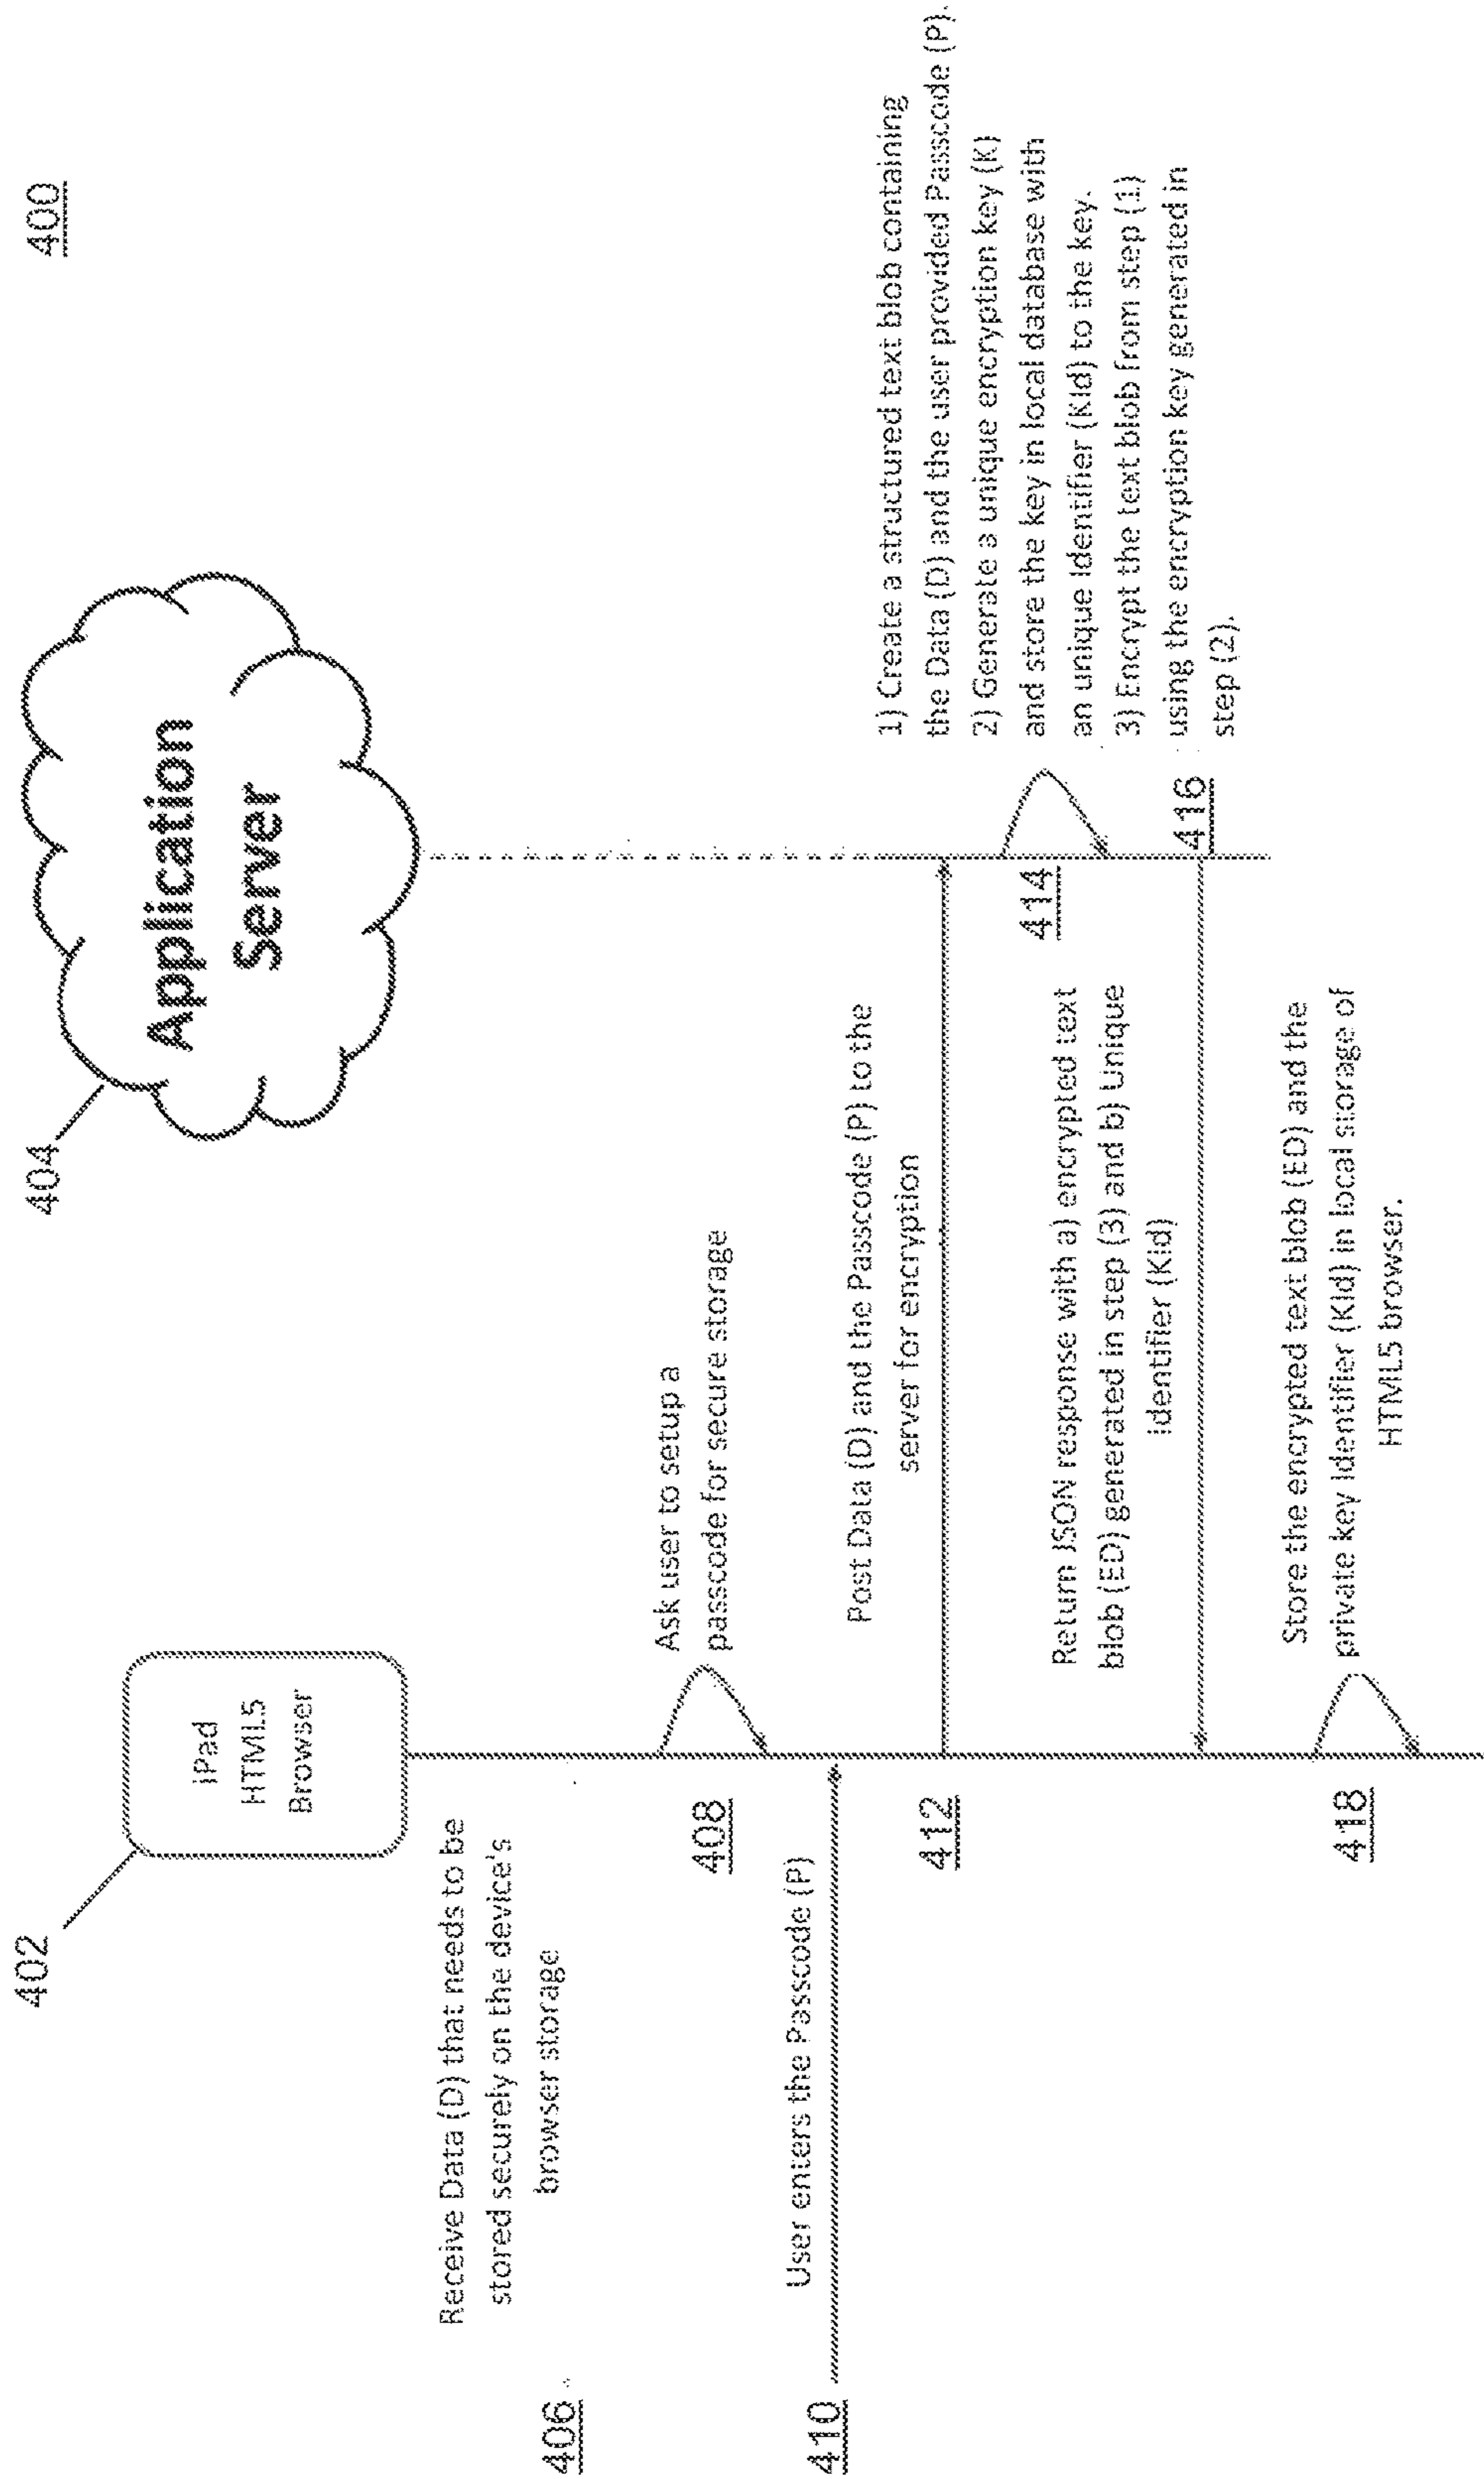 400
402
404
iPad
HTML5
Browser
Application
Server
Receive Data (D) that needs to be
stored securely on the device's
browser storage
406
Ask user to setup a
passcode for secure storage
408
User enters the Passcode (P)
410
Post Data (D) and the Passcode (P) to the
server for encryption
412
1) Create a structured text blob containing
the Data (D) and the user provided Passcode (P).
2) Generate a unique encryption key (K)
and store the key in local database with
an unique Identifier (KId) to the key.
3) Encrypt the text blob from step (1)
using the encryption key generated in
step (2).
414
Return JSON response with a) encrypted text
blob (ED) generated in step (3) and b) Unique
Identifier (KId)
416
Store the encrypted text blob (ED) and the
private key Identifier (KId) in local storage of
HTML5 browser.
418